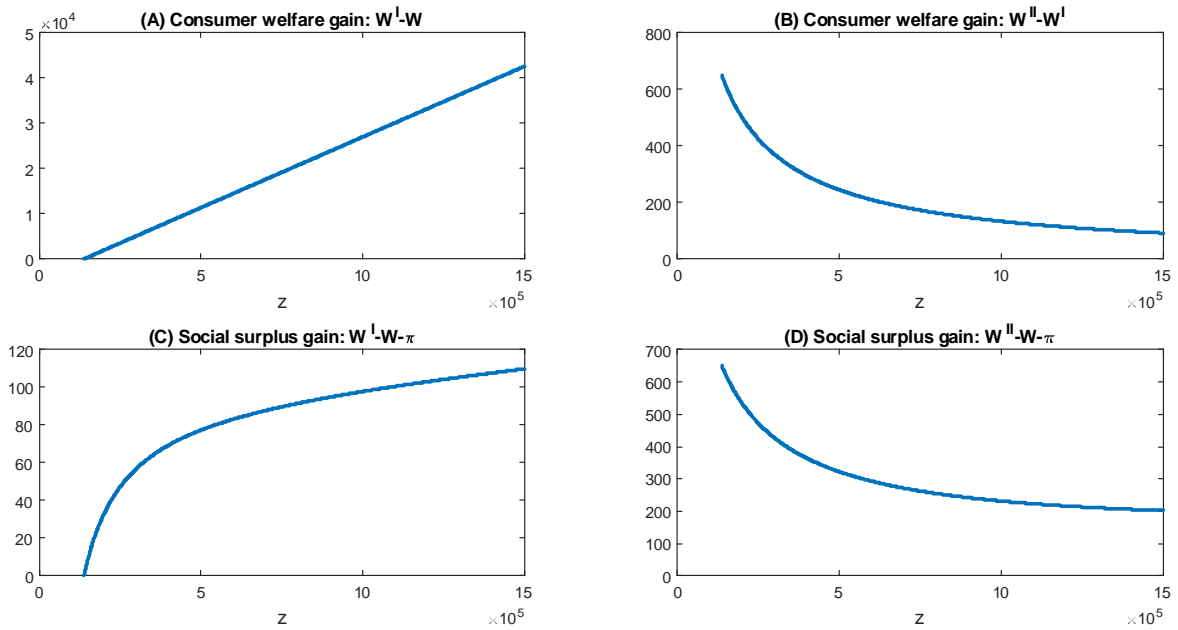 (A) Consumer welfare gain: W^I-W
×10^4
5
4
3
2
1
0
0 5 10 15
z
×10^5
(B) Consumer welfare gain: W^II-W^I
800
600
400
200
0
0 5 10 15
z
×10^5
(C) Social surplus gain: W^I-W-π
120
100
80
60
40
20
0
0 5 10 15
z
×10^5
(D) Social surplus gain: W^II-W-π
700
600
500
400
300
200
100
0
0 5 10 15
z
×10^5